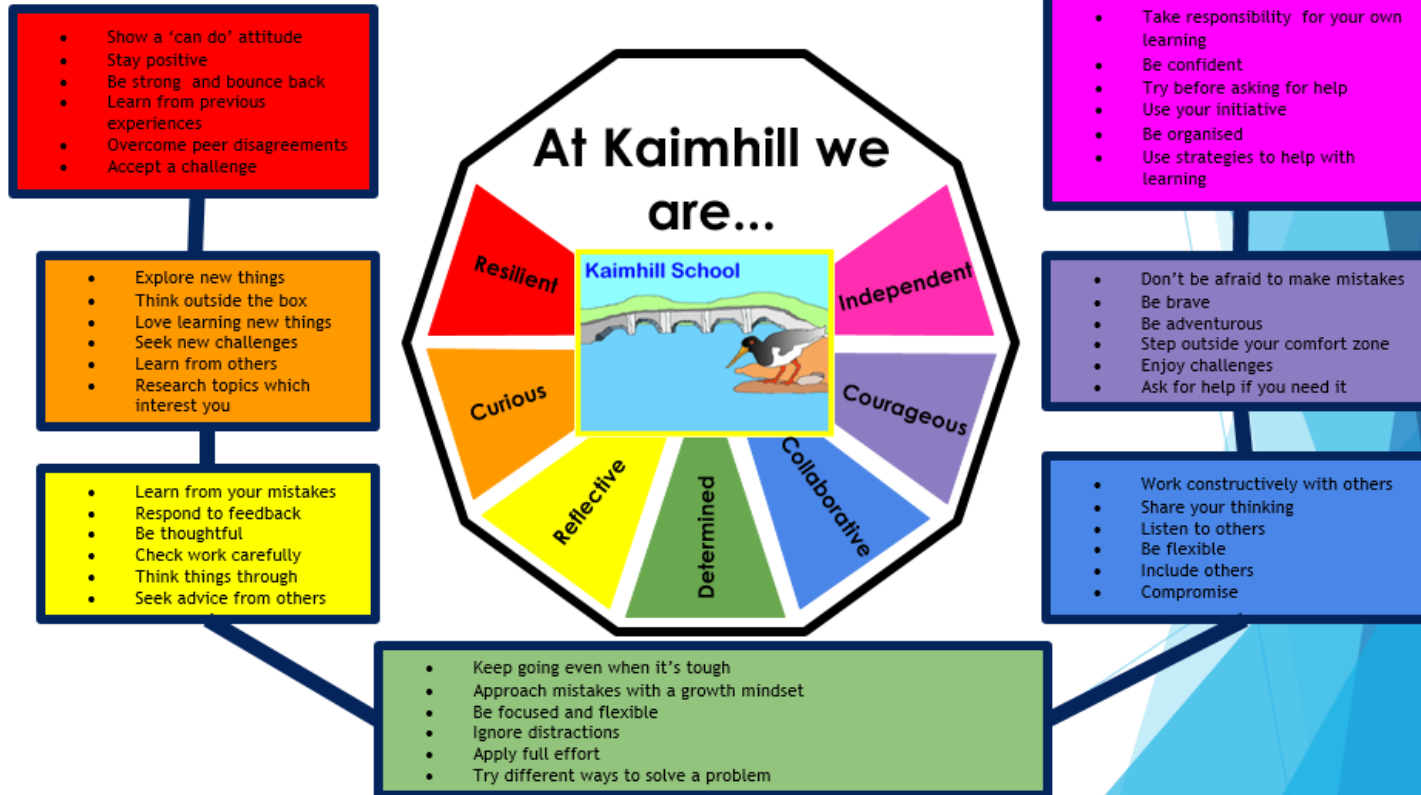 • Show a ‘can do’ attitude
• Stay positive
• Be strong and bounce back
• Learn from previous
experiences
• Overcome peer disagreements
• Accept a challenge
• Explore new things
• Think outside the box
• Love learning new things
• Seek new challenges
• Learn from others
• Research topics which
interest you
• Learn from your mistakes
• Respond to feedback
• Be thoughtful
• Check work carefully
• Think things through
• Seek advice from others
At Kaimhill we
are...
Kaimhill School
Resilient
Curious
Reflective
Determined
Collaborative
Courageous
Independent
• Keep going even when it’s tough
• Approach mistakes with a growth mindset
• Be focused and flexible
• Ignore distractions
• Apply full effort
• Try different ways to solve a problem
• Take responsibility for your own
learning
• Be confident
• Try before asking for help
• Use your initiative
• Be organised
• Use strategies to help with
learning
• Don’t be afraid to make mistakes
• Be brave
• Be adventurous
• Step outside your comfort zone
• Enjoy challenges
• Ask for help if you need it
• Work constructively with others
• Share your thinking
• Listen to others
• Be flexible
• Include others
• Compromise